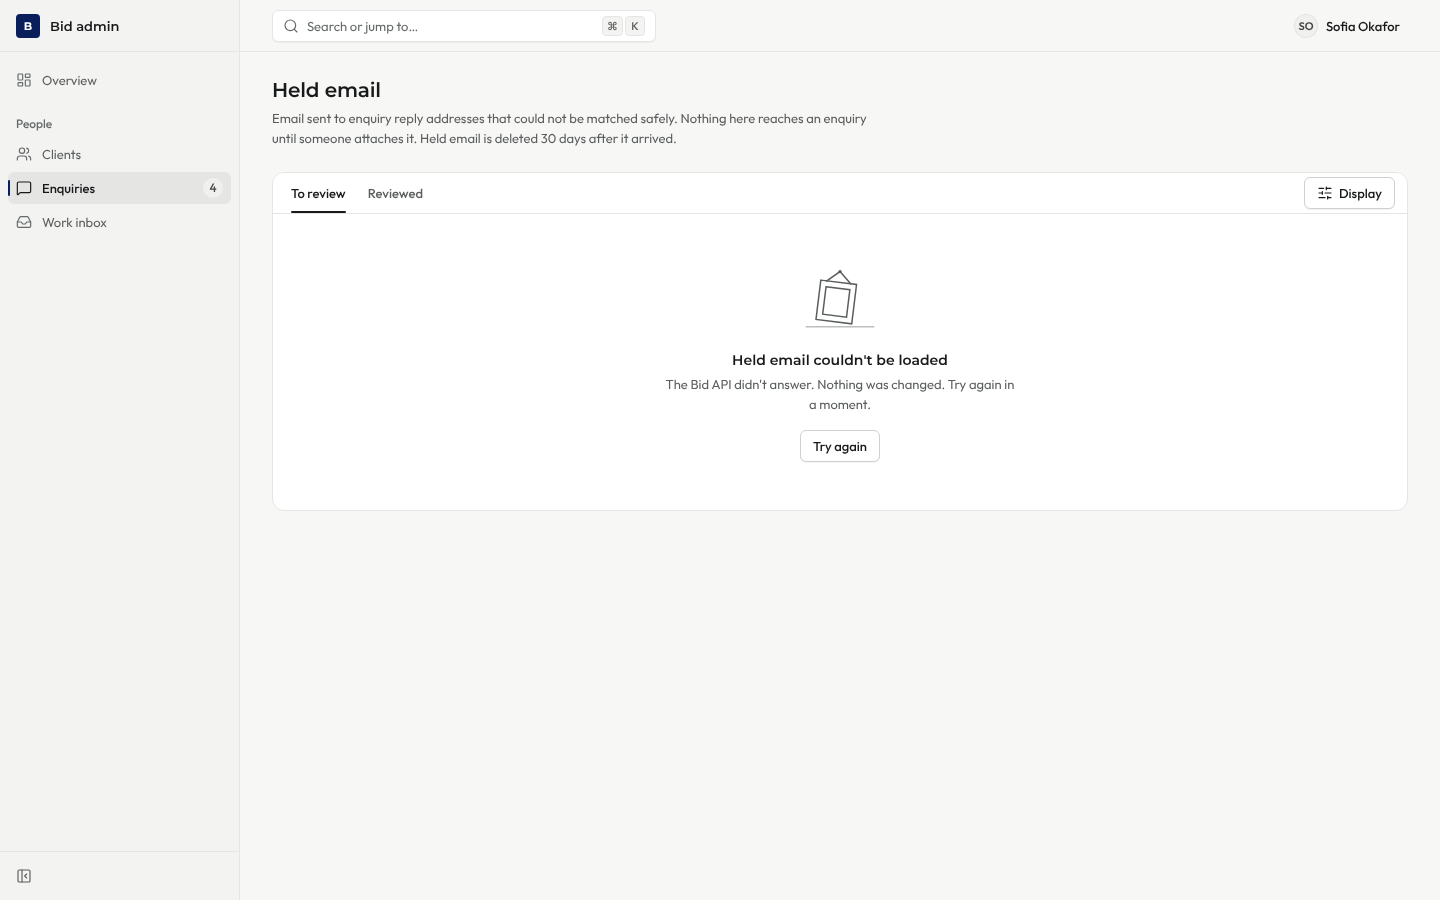 B
Bid admin
Search or jump to...
⌘ K
SO
Sofia Okafor
Overview
People
Clients
Enquiries
4
Work inbox
Held email
Email sent to enquiry reply addresses that could not be matched safely. Nothing here reaches an enquiry
until someone attaches it. Held email is deleted 30 days after it arrived.
To review
Reviewed
Display
Held email couldn't be loaded
The Bid API didn't answer. Nothing was changed. Try again in
a moment.
Try again